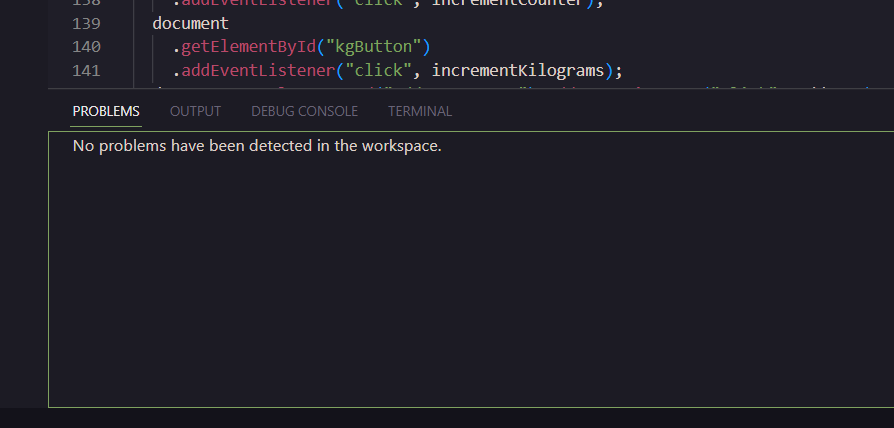 138 .addEventListener("click", incrementCounter);
139 document
140 .getElementById("kgButton")
141 .addEventListener("click", incrementKilograms);
PROBLEMS OUTPUT DEBUG CONSOLE TERMINAL
No problems have been detected in the workspace.